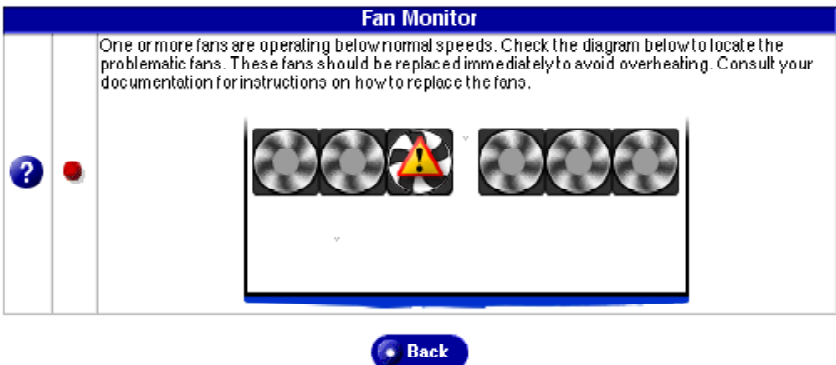 Fan Monitor
One or more fans are operating below normal speeds. Check the diagram below to locate the
problematic fans. These fans should be replaced immediately to avoid overheating. Consult your
documentation for instructions on how to replace the fans.
?
!
Back